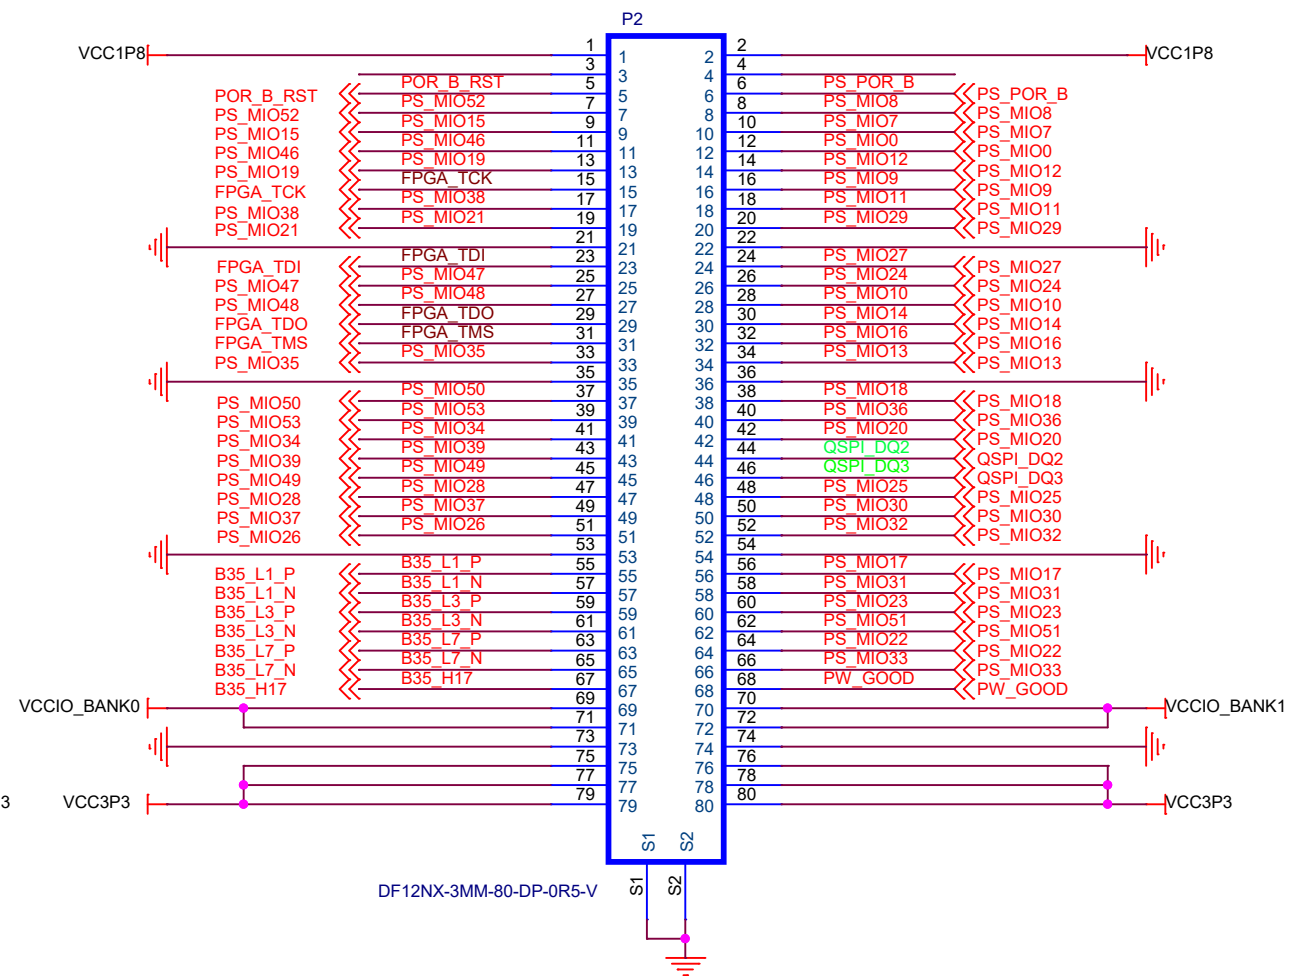 P2
VCC1P8 1 1 2 2 VCC1P8
3 3 4 4
POR_B_RST POR_B_RST 5 5 6 6 PS_POR_B PS_POR_B
PS_MIO52 PS_MIO52 7 7 8 8 PS_MIO8 PS_MIO8
PS_MIO15 PS_MIO15 9 9 10 10 PS_MIO7 PS_MIO7
PS_MIO46 PS_MIO46 11 11 12 12 PS_MIO0 PS_MIO0
PS_MIO19 PS_MIO19 13 13 14 14 PS_MIO12 PS_MIO12
FPGA_TCK FPGA_TCK 15 15 16 16 PS_MIO9 PS_MIO9
PS_MIO38 PS_MIO38 17 17 18 18 PS_MIO11 PS_MIO11
PS_MIO21 PS_MIO21 19 19 20 20 PS_MIO29 PS_MIO29
21 21 22 22
FPGA_TDI FPGA_TDI 23 23 24 24 PS_MIO27 PS_MIO27
PS_MIO47 PS_MIO47 25 25 26 26 PS_MIO24 PS_MIO24
PS_MIO48 PS_MIO48 27 27 28 28 PS_MIO10 PS_MIO10
FPGA_TDO FPGA_TDO 29 29 30 30 PS_MIO14 PS_MIO14
FPGA_TMS FPGA_TMS 31 31 32 32 PS_MIO16 PS_MIO16
PS_MIO35 PS_MIO35 33 33 34 34 PS_MIO13 PS_MIO13
35 35 36 36
PS_MIO50 PS_MIO50 37 37 38 38 PS_MIO18 PS_MIO18
PS_MIO53 PS_MIO53 39 39 40 40 PS_MIO36 PS_MIO36
PS_MIO34 PS_MIO34 41 41 42 42 PS_MIO20 PS_MIO20
PS_MIO39 PS_MIO39 43 43 44 44 QSPI_DQ2 QSPI_DQ2
PS_MIO49 PS_MIO49 45 45 46 46 QSPI_DQ3 QSPI_DQ3
PS_MIO28 PS_MIO28 47 47 48 48 PS_MIO25 PS_MIO25
PS_MIO37 PS_MIO37 49 49 50 50 PS_MIO30 PS_MIO30
PS_MIO26 PS_MIO26 51 51 52 52 PS_MIO32 PS_MIO32
53 53 54 54
B35_L1_P B35_L1_P 55 55 56 56 PS_MIO17 PS_MIO17
B35_L1_N B35_L1_N 57 57 58 58 PS_MIO31 PS_MIO31
B35_L3_P B35_L3_P 59 59 60 60 PS_MIO23 PS_MIO23
B35_L3_N B35_L3_N 61 61 62 62 PS_MIO51 PS_MIO51
B35_L7_P B35_L7_P 63 63 64 64 PS_MIO22 PS_MIO22
B35_L7_N B35_L7_N 65 65 66 66 PS_MIO33 PS_MIO33
B35_H17 B35_H17 67 67 68 68 PW_GOOD PW_GOOD
VCCIO_BANK0 69 69 70 70 VCCIO_BANK1
71 71 72 72
73 73 74 74
75 75 76 76
77 77 78 78
3 VCC3P3 79 79 80 80 VCC3P3
S1 S2
S1 S2
DF12NX-3MM-80-DP-0R5-V